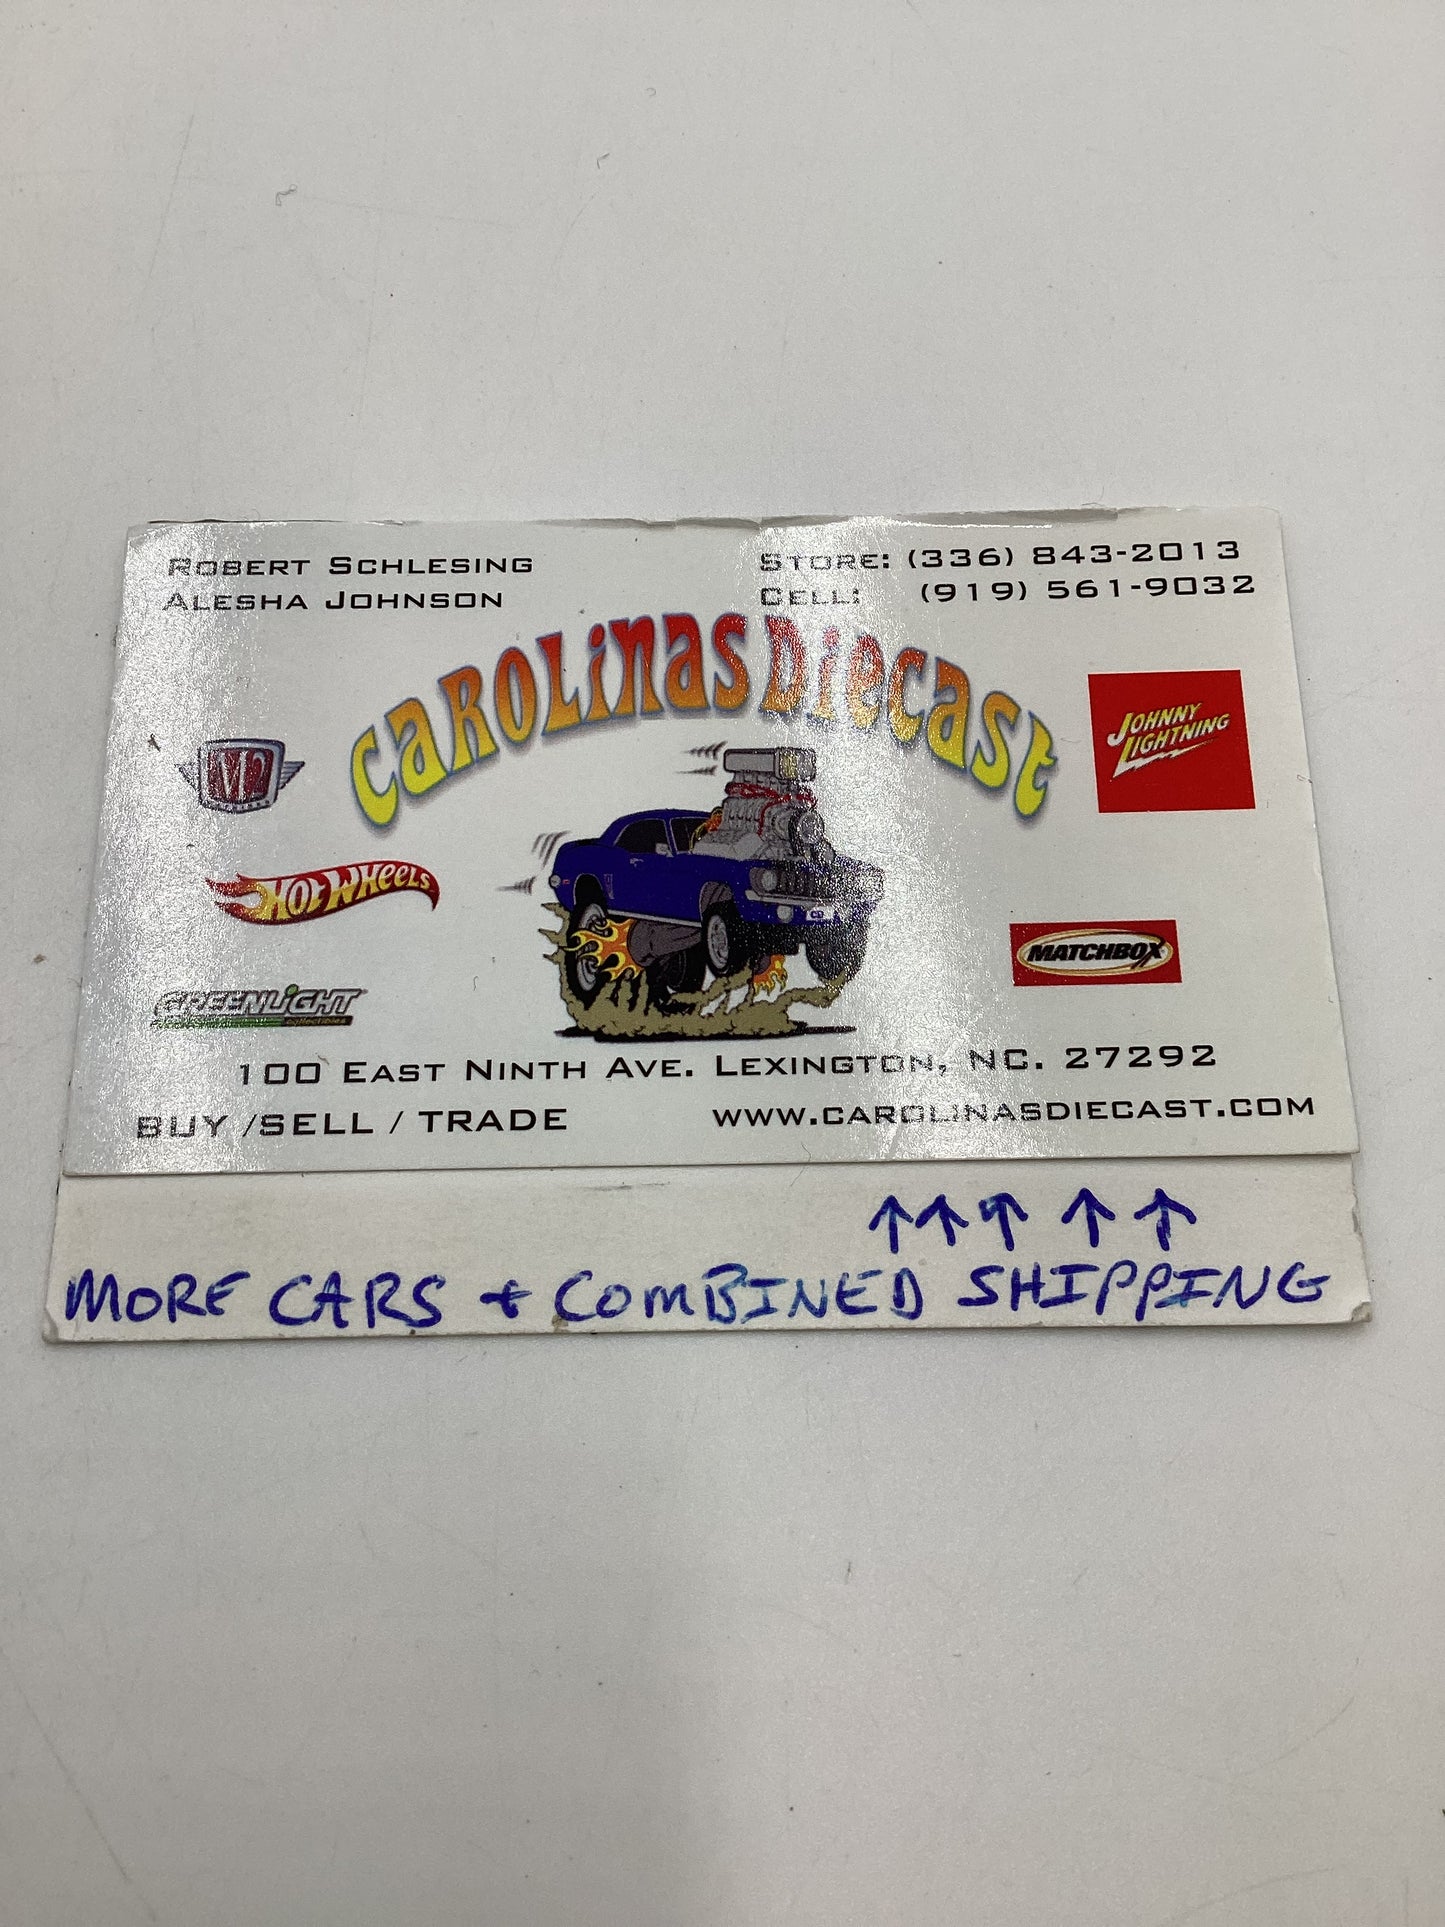 ROBERT SCHLESING
ALESHA JOHNSON
STORE: (336) 843-2013
CELL: (919) 561-9032
CAROLiNAS DiECAST
M2
HOT WHEELS
GREENLiGHT
collectibles
JOHNNY
LIGHTNING
MATCHBOX
CD
100 EAST NINTH AVE. LEXINGTON, NC. 27292
BUY /SELL / TRADE
WWW.CAROLINASDIECAST.COM
↑↑↑↑↑
MORE CARS + COMBINED SHIPPING